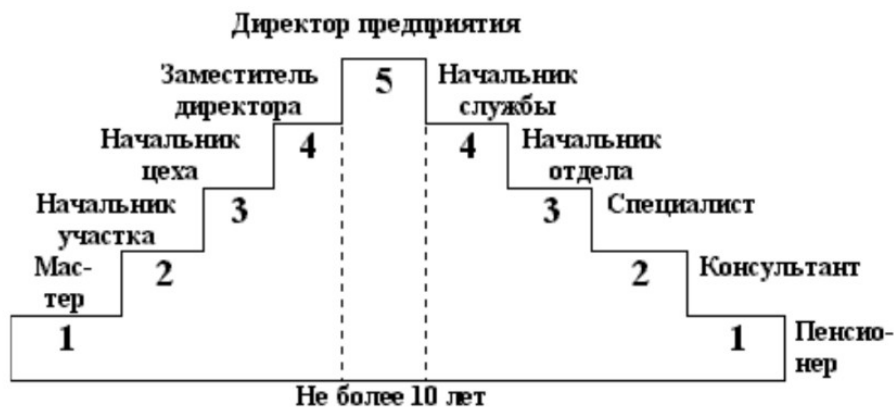 Директор предприятия
Заместитель
директора
5
Начальник
службы
Начальник
цеха
4
4
Начальник
отдела
Начальник
участка
3
3
Специалист
Мас-
тер
2
2
Консультант
1
1
Пенсио-
нер
Не более 10 лет